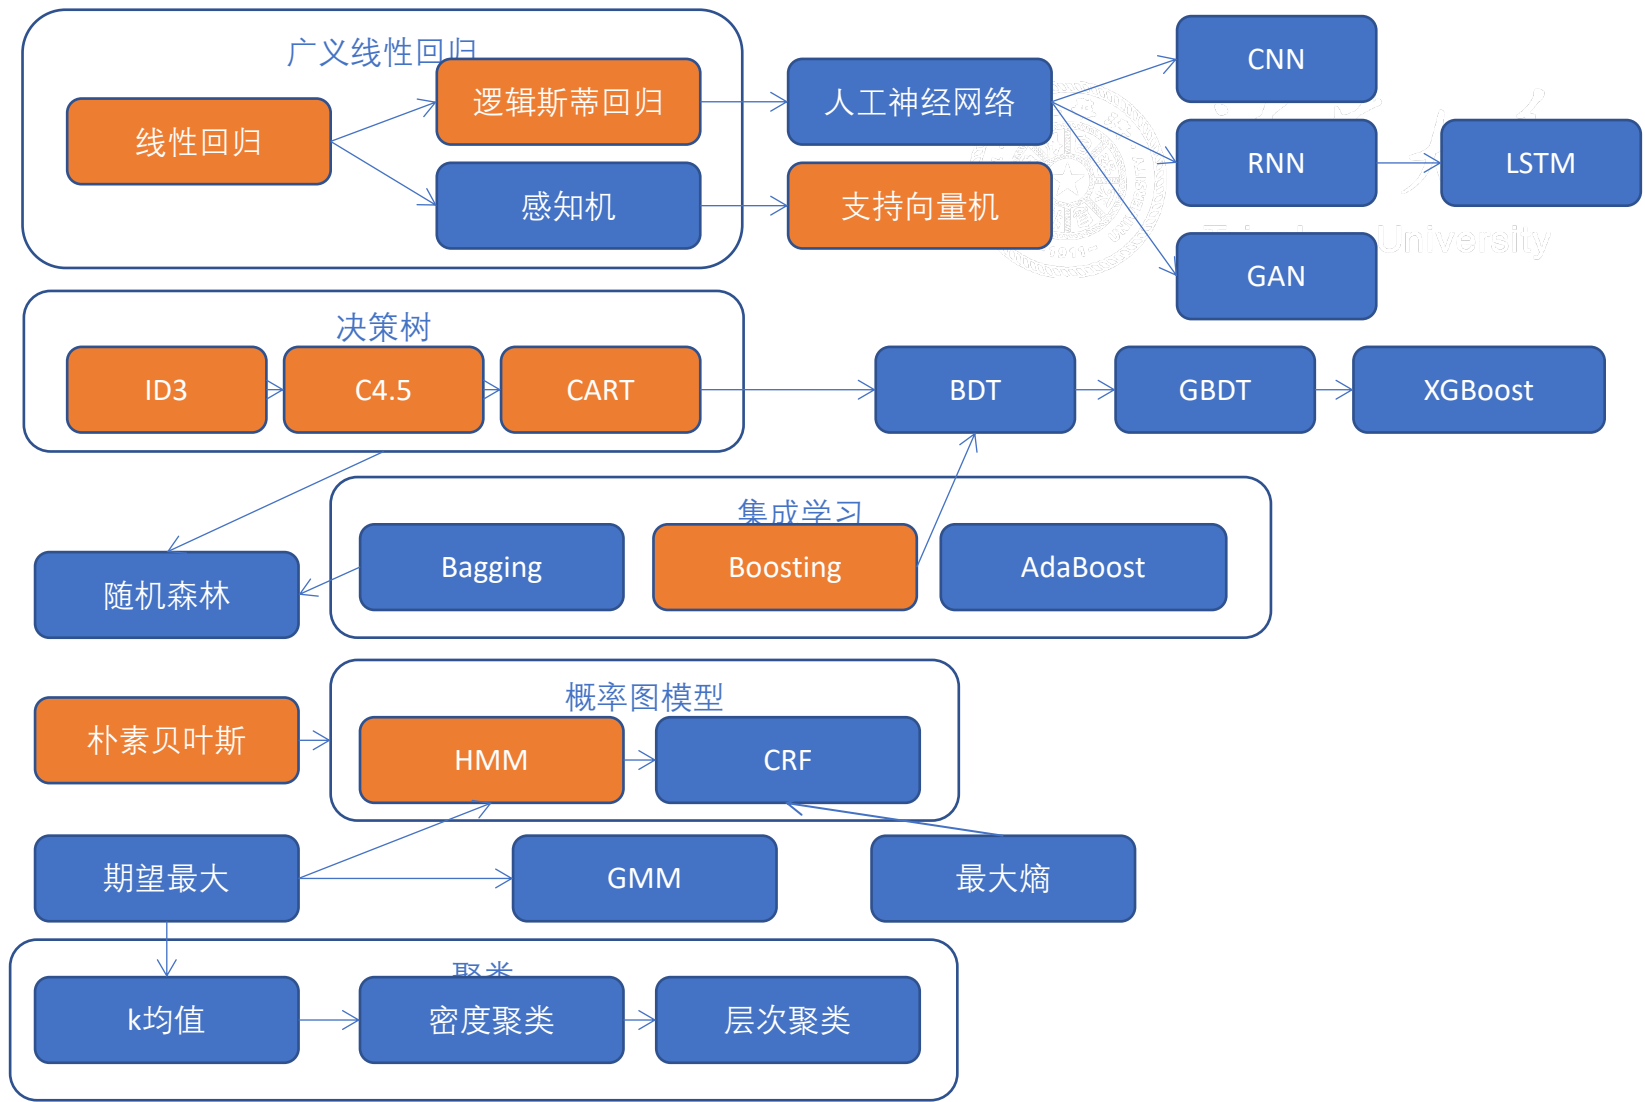 广义线性回归
线性回归
逻辑斯蒂回归
感知机
人工神经网络
支持向量机
CNN
RNN
LSTM
GAN
University
决策树
ID3
C4.5
CART
BDT
GBDT
XGBoost
集成学习
Bagging
Boosting
AdaBoost
随机森林
朴素贝叶斯
概率图模型
HMM
CRF
期望最大
GMM
最大熵
聚类
k均值
密度聚类
层次聚类